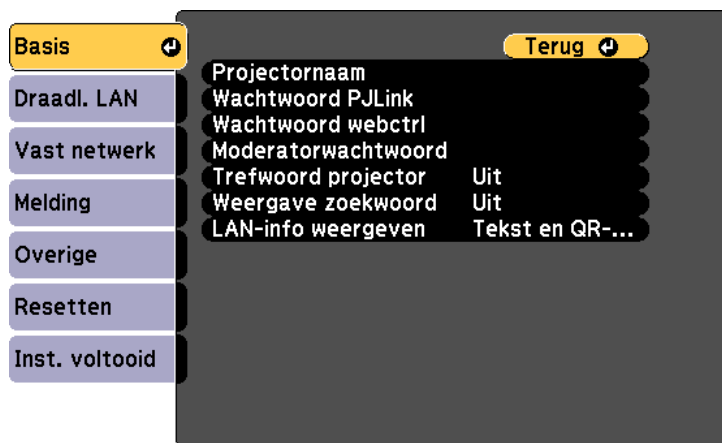 Basis
Draadl. LAN
Vast netwerk
Melding
Overige
Resetten
Inst. voltooid
Terug
Projectornaam
Wachtwoord PJLink
Wachtwoord webctrl
Moderatorwachtwoord
Trefwoord projector Uit
Weergave zoekwoord Uit
LAN-info weergeven Tekst en QR-...